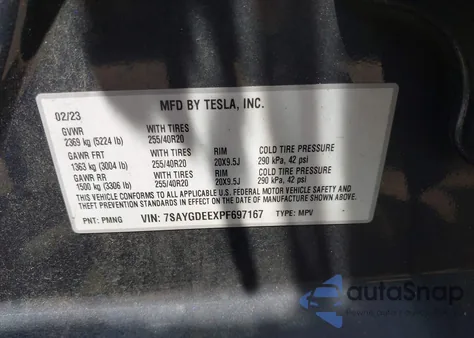 MFD BY TESLA, INC.
02/23
GVWR WITH TIRES
2369 kg (5224 lb) 255/40R20
GAWR FRT WITH TIRES RIM COLD TIRE PRESSURE
1363 kg (3004 lb) 255/40R20 20X9.5J 290 kPa, 42 psi
GAWR RR WITH TIRES RIM COLD TIRE PRESSURE
1500 kg (3306 lb) 255/40R20 20X9.5J 290 kPa, 42 psi
THIS VEHICLE CONFORMS TO ALL APPLICABLE U.S. FEDERAL MOTOR VEHICLE SAFETY AND
THEFT PREVENTION STANDARDS IN EFFECT ON THE DATE OF MANUFACTURE SHOWN ABOVE.
PNT: PMNG VIN: 7SAYGDEEXPF697167 TYPE: MPV
autoSnap